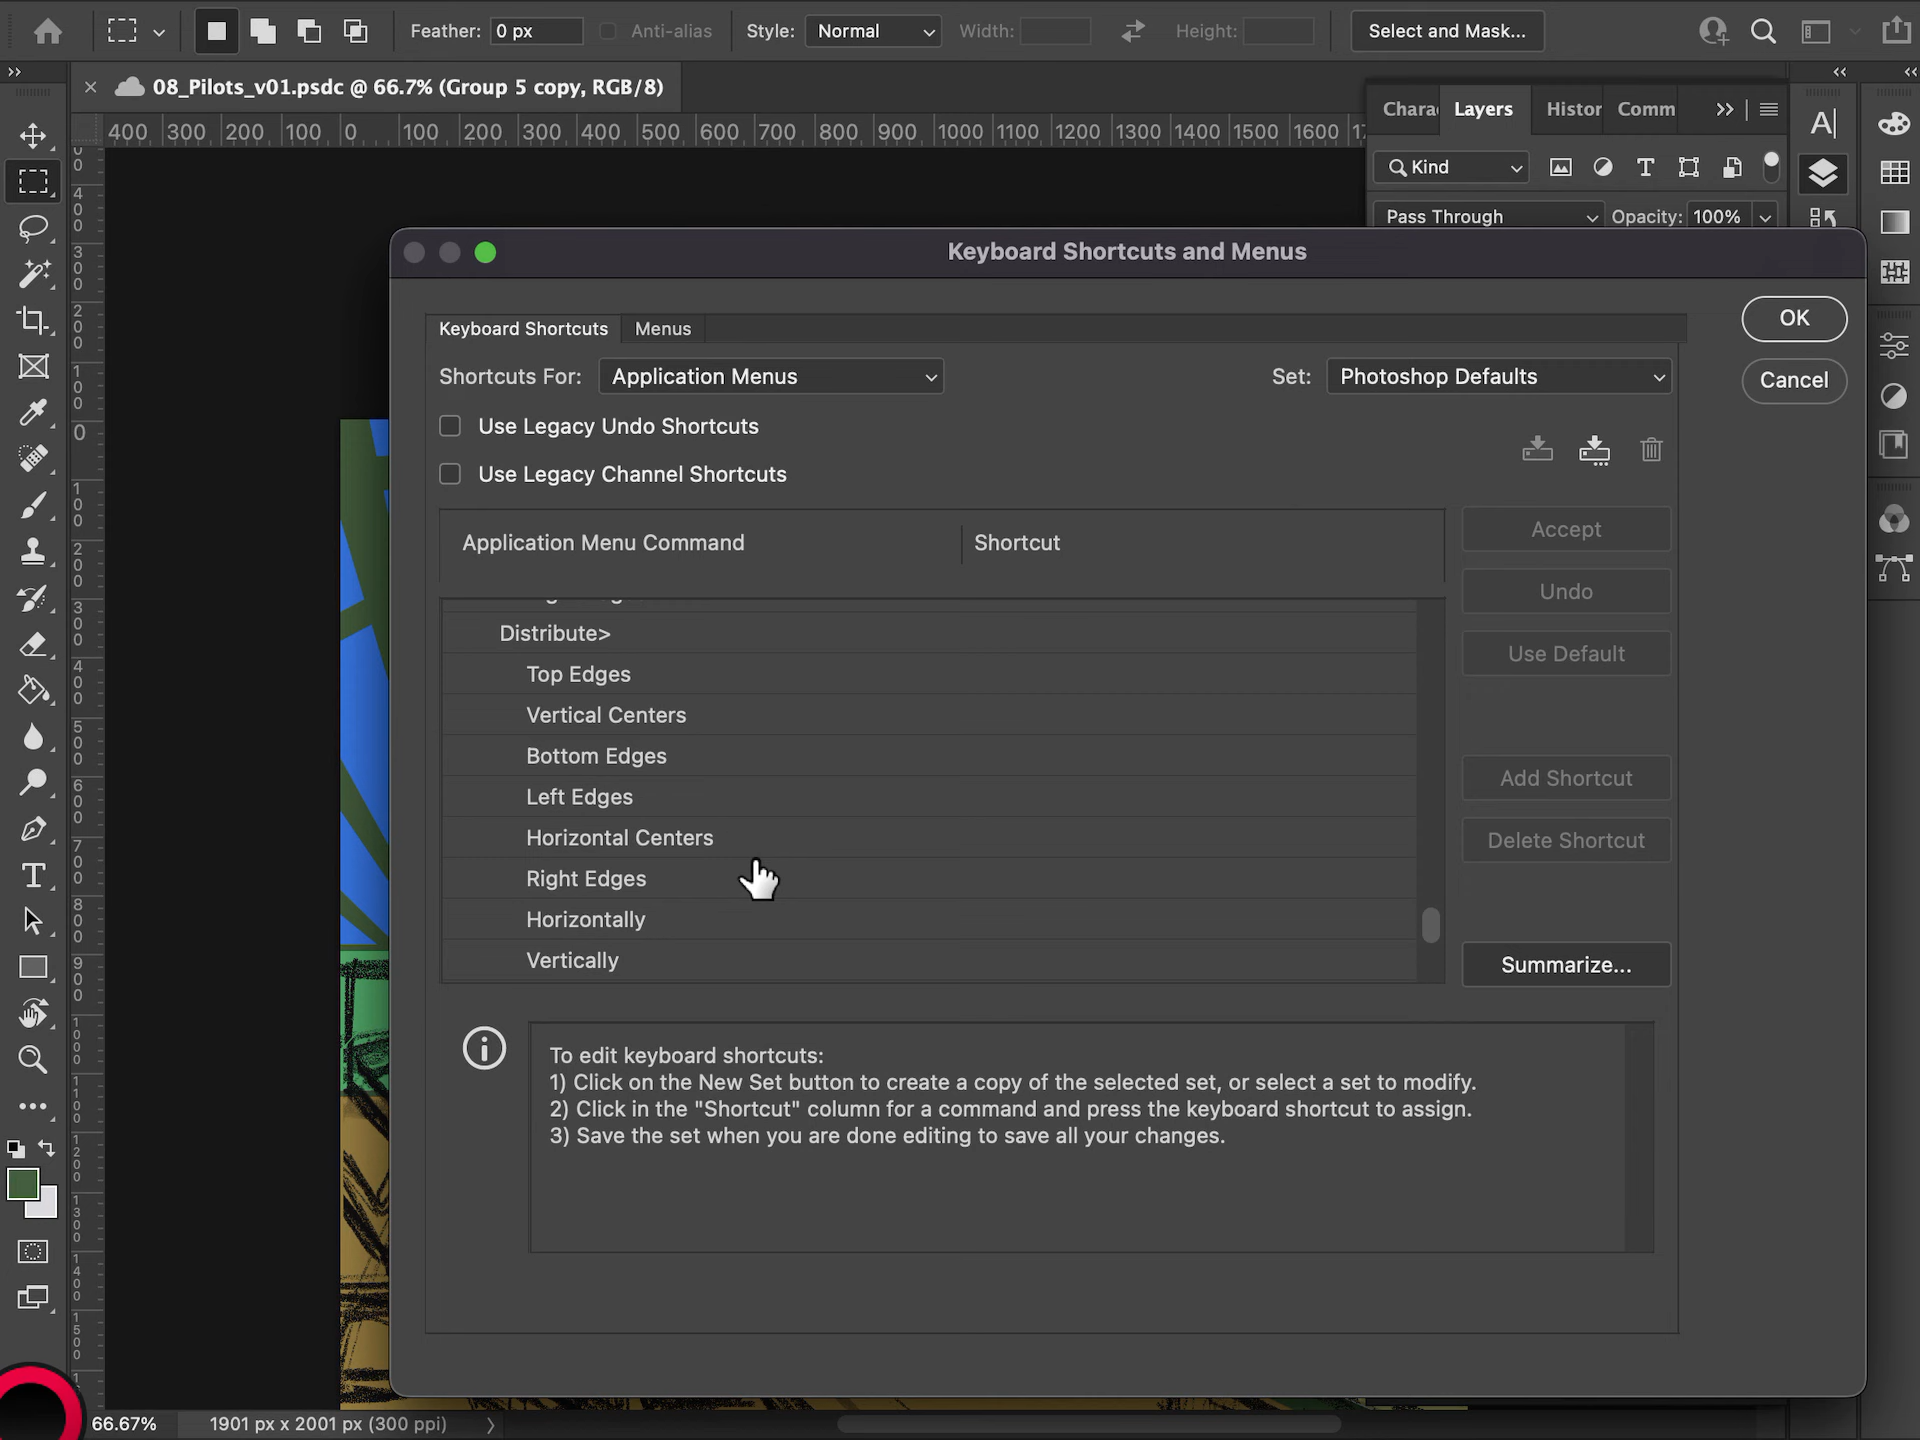 Feather: 0 px Anti-alias Style: Normal Width: Height: Select and Mask...
08_Pilots_v01.psdc @ 66.7% (Group 5 copy, RGB/8)
400 300 200 100 0 100 200 300 400 500 600 700 800 900 1000 1100 1200 1300 1400 1500 1600
Chara Layers Histor Comm
Kind
Pass Through Opacity: 100%
Keyboard Shortcuts and Menus
Keyboard Shortcuts Menus
OK
Shortcuts For: Application Menus Set: Photoshop Defaults
Cancel
Use Legacy Undo Shortcuts
Use Legacy Channel Shortcuts
Application Menu Command Shortcut
Accept
Undo
Use Default
Add Shortcut
Delete Shortcut
Summarize...
Distribute>
Top Edges
Vertical Centers
Bottom Edges
Left Edges
Horizontal Centers
Right Edges
Horizontally
Vertically
To edit keyboard shortcuts:
1) Click on the New Set button to create a copy of the selected set, or select a set to modify.
2) Click in the "Shortcut" column for a command and press the keyboard shortcut to assign.
3) Save the set when you are done editing to save all your changes.
66.67% 1901 px x 2001 px (300 ppi)